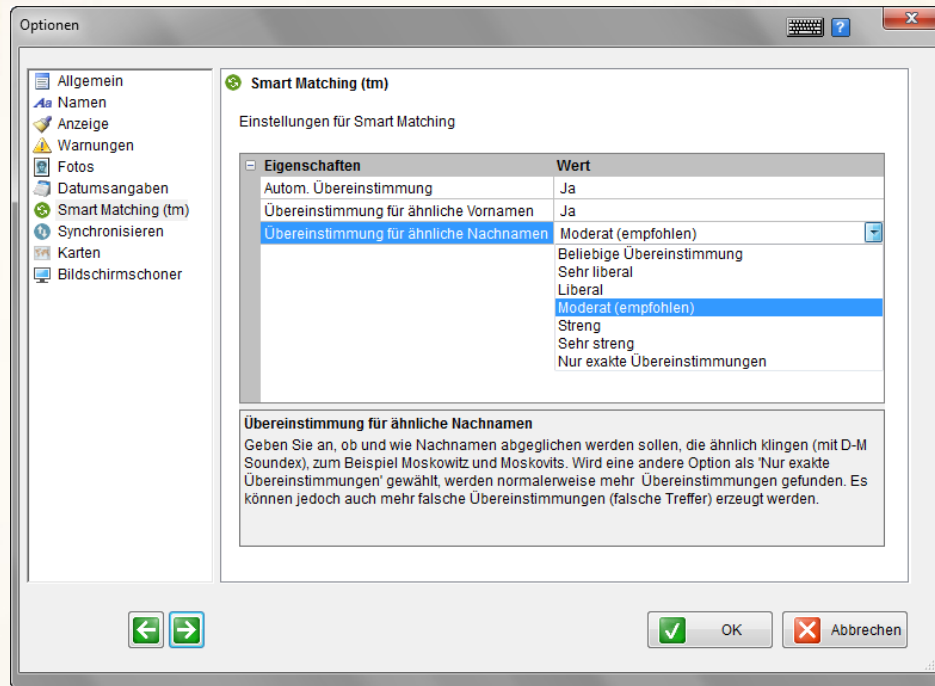 Optionen
Allgemein
Namen
Anzeige
Warnungen
Fotos
Datumsangaben
Smart Matching (tm)
Synchronisieren
Karten
Bildschirmschoner
Smart Matching (tm)
Einstellungen für Smart Matching
Eigenschaften Wert
Autom. Übereinstimmung Ja
Übereinstimmung für ähnliche Vornamen Ja
Übereinstimmung für ähnliche Nachnamen Moderat (empfohlen)
Beliebige Übereinstimmung
Sehr liberal
Liberal
Moderat (empfohlen)
Streng
Sehr streng
Nur exakte Übereinstimmungen
Übereinstimmung für ähnliche Nachnamen
Geben Sie an, ob und wie Nachnamen abgeglichen werden sollen, die ähnlich klingen (mit D-M
Soundex), zum Beispiel Moskowitz und Moskovits. Wird eine andere Option als 'Nur exakte
Übereinstimmungen' gewählt, werden normalerweise mehr Übereinstimmungen gefunden. Es
können jedoch auch mehr falsche Übereinstimmungen (falsche Treffer) erzeugt werden.
OK
Abbrechen